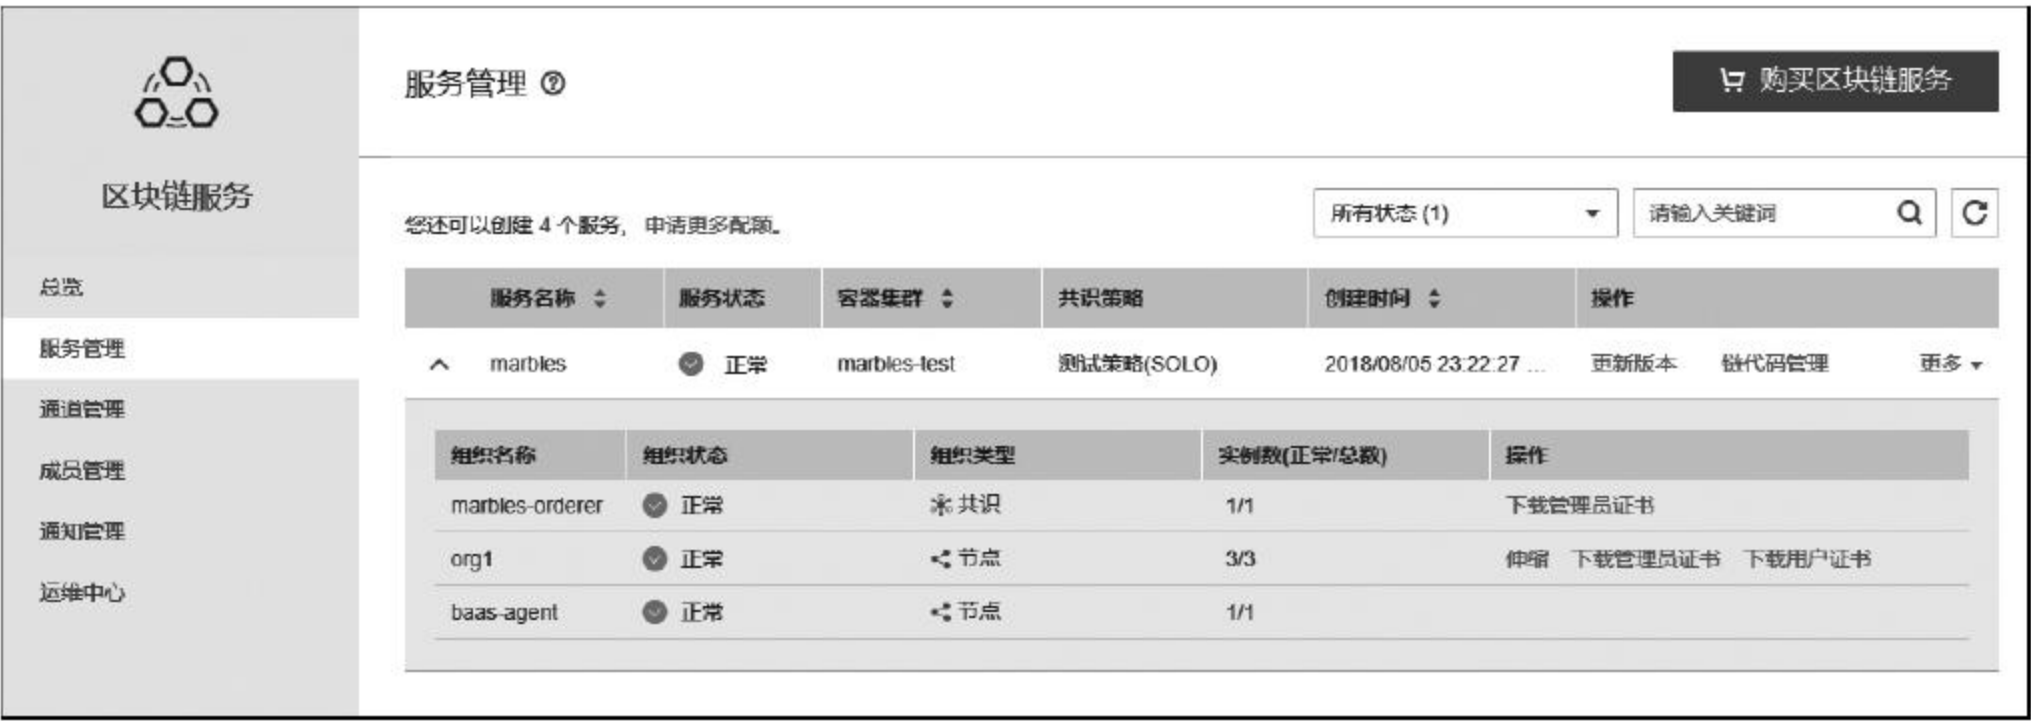 区块链服务
总览
服务管理
通道管理
成员管理
通知管理
运维中心
服务管理
购买区块链服务
您还可以创建 4 个服务，申请更多配额。
所有状态 (1)
请输入关键词
服务名称 服务状态 容器集群 共识策略 创建时间 操作
marbles 正常 marbles-test 测试策略(SOLO) 2018/08/05 23:22:27 ... 更新版本 链代码管理 更多
组织名称 组织状态 组织类型 实例数(正常/总数) 操作
marbles-orderer 正常 共识 1/1 下载管理员证书
org1 正常 节点 3/3 伸缩 下载管理员证书 下载用户证书
baas-agent 正常 节点 1/1